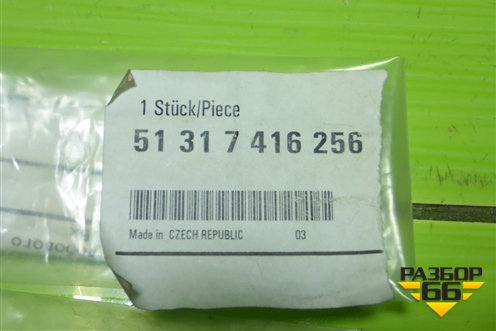 1 Stück/Piece
51 31 7 416 256
Made in CZECH REPUBLIC 03
РАЗБОР
66